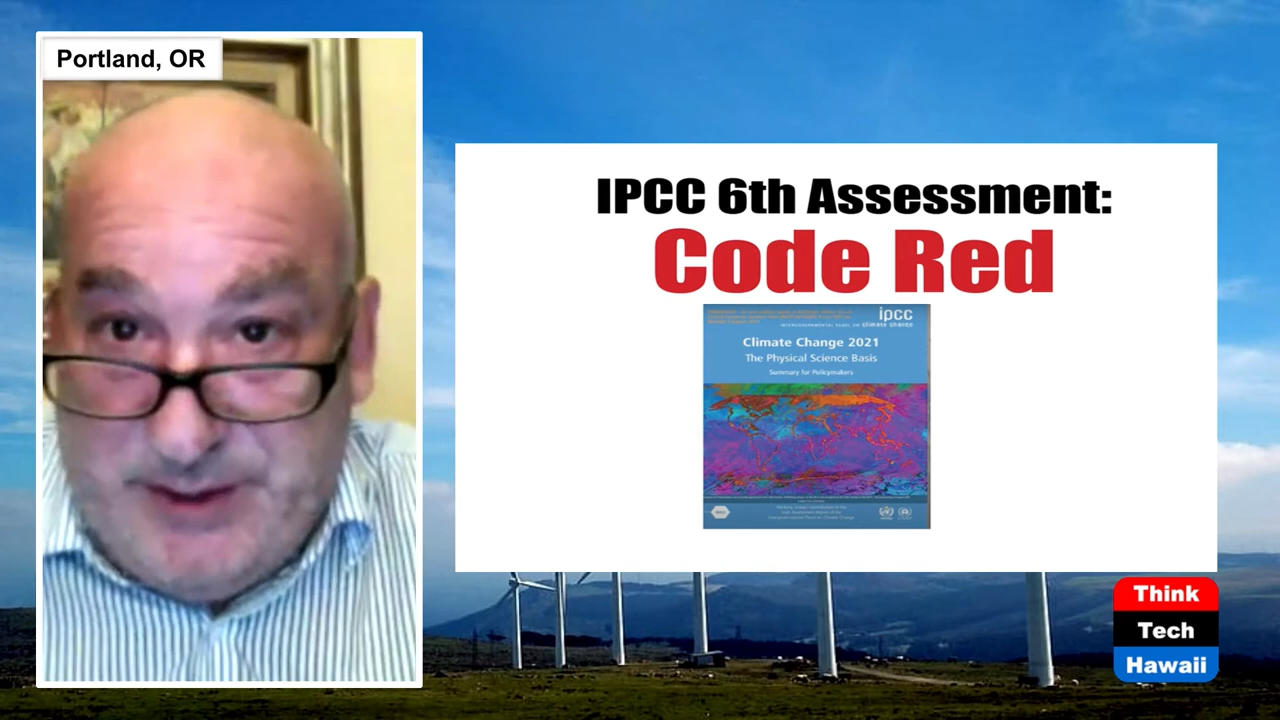 Portland, OR
IPCC 6th Assessment:
Code Red
ipcc
INTERGOVERNMENTAL PANEL ON climate change
Climate Change 2021
The Physical Science Basis
Summary for Policymakers
Think
Tech
Hawaii